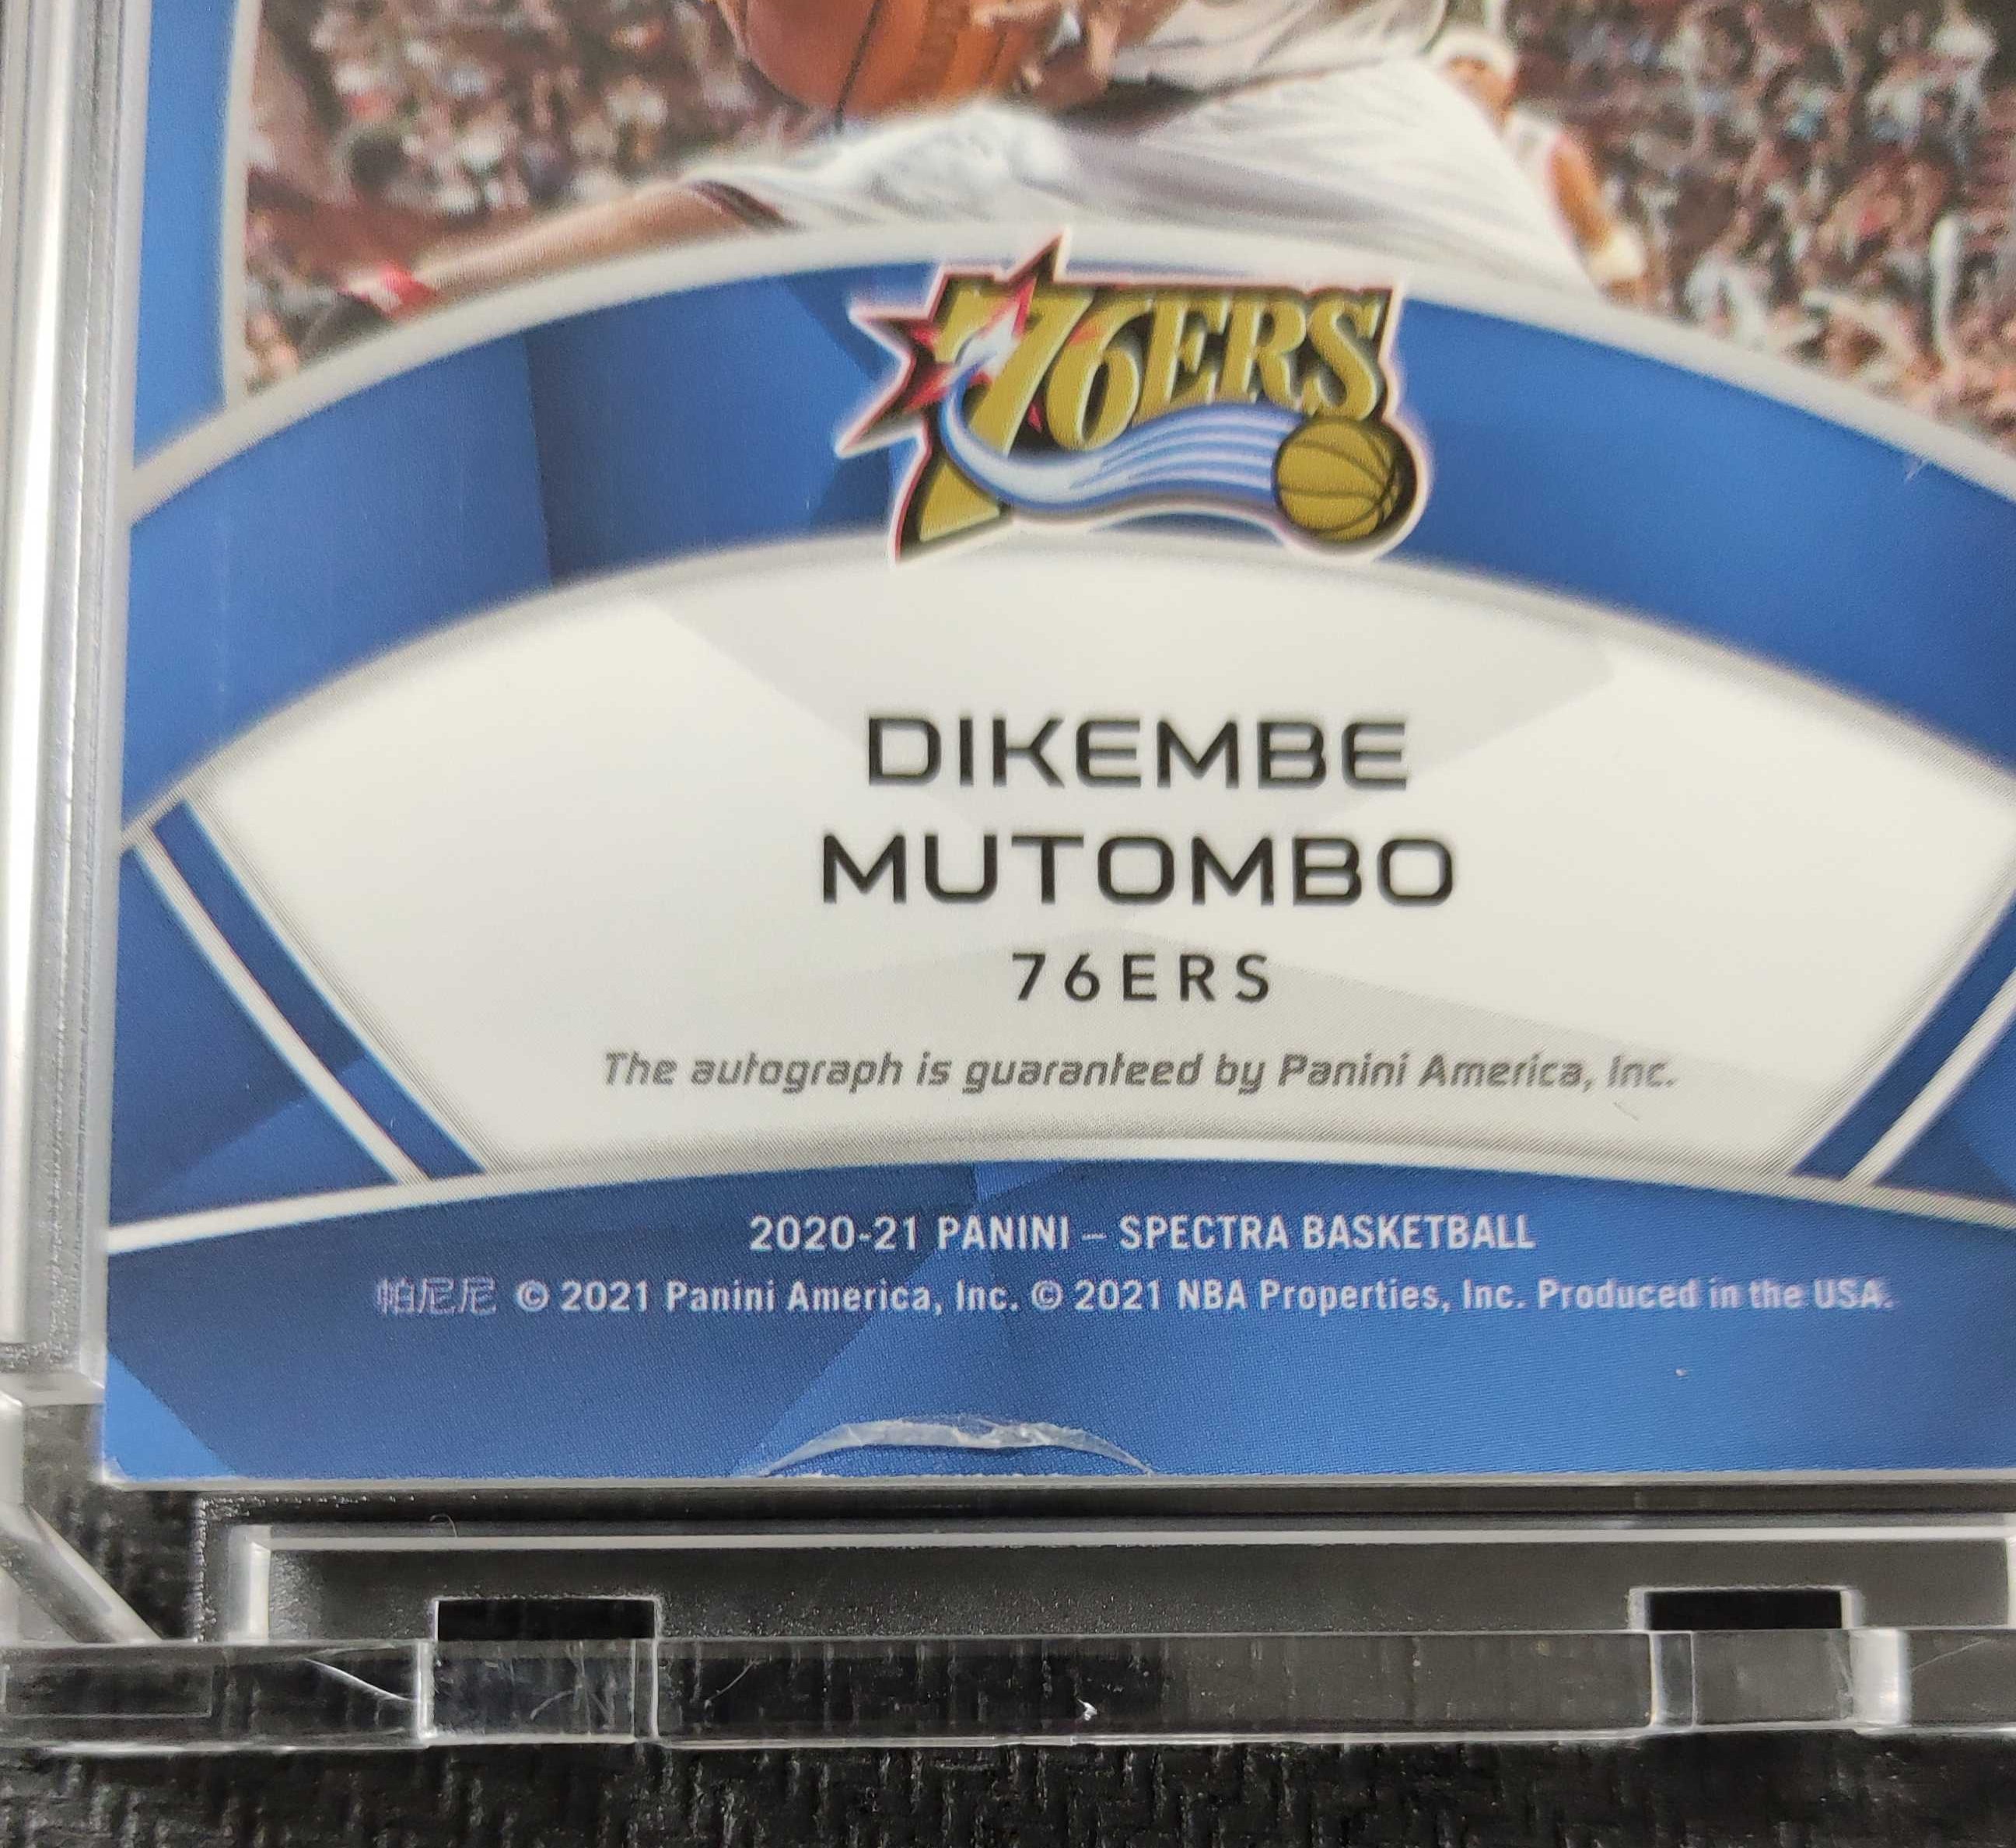 76ERS
DIKEMBE
MUTOMBO
76ERS
The autograph is guaranteed by Panini America, Inc.
2020-21 PANINI – SPECTRA BASKETBALL
帕尼尼 © 2021 Panini America, Inc. © 2021 NBA Properties, Inc. Produced in the USA.